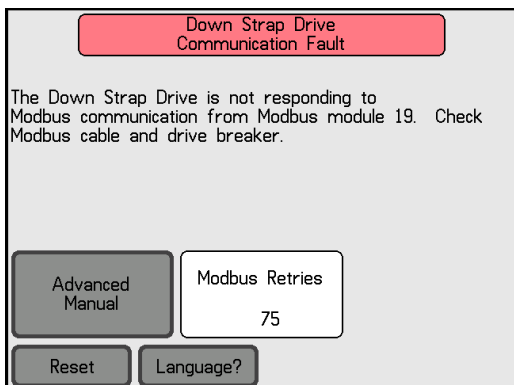 Down Strap Drive
Communication Fault
The Down Strap Drive is not responding to
Modbus communication from Modbus module 19. Check
Modbus cable and drive breaker.
Advanced
Manual
Modbus Retries
75
Reset
Language?